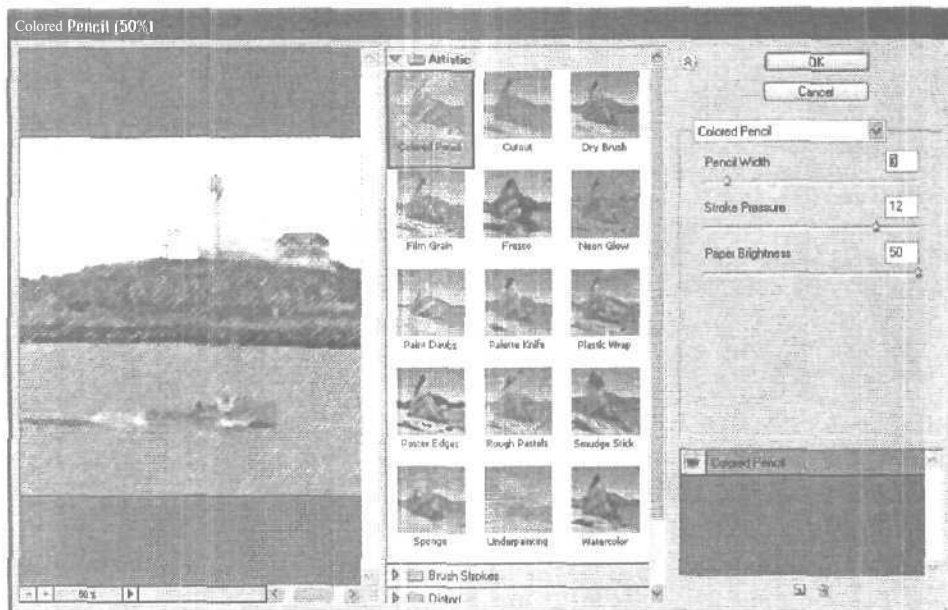 Colored Pencil (50%)
Artistic
Colored Pencil
Cutout
Dry Brush
Film Grain
Fresco
Neon Glow
Paint Daubs
Palette Knife
Plastic Wrap
Poster Edges
Rough Pastels
Smudge Stick
Sponge
Underpainting
Watercolor
Brush Strokes
Distort
50%
OK
Cancel
Colored Pencil
Pencil Width
Stroke Pressure
12
Paper Brightness
50
Colored Pencil